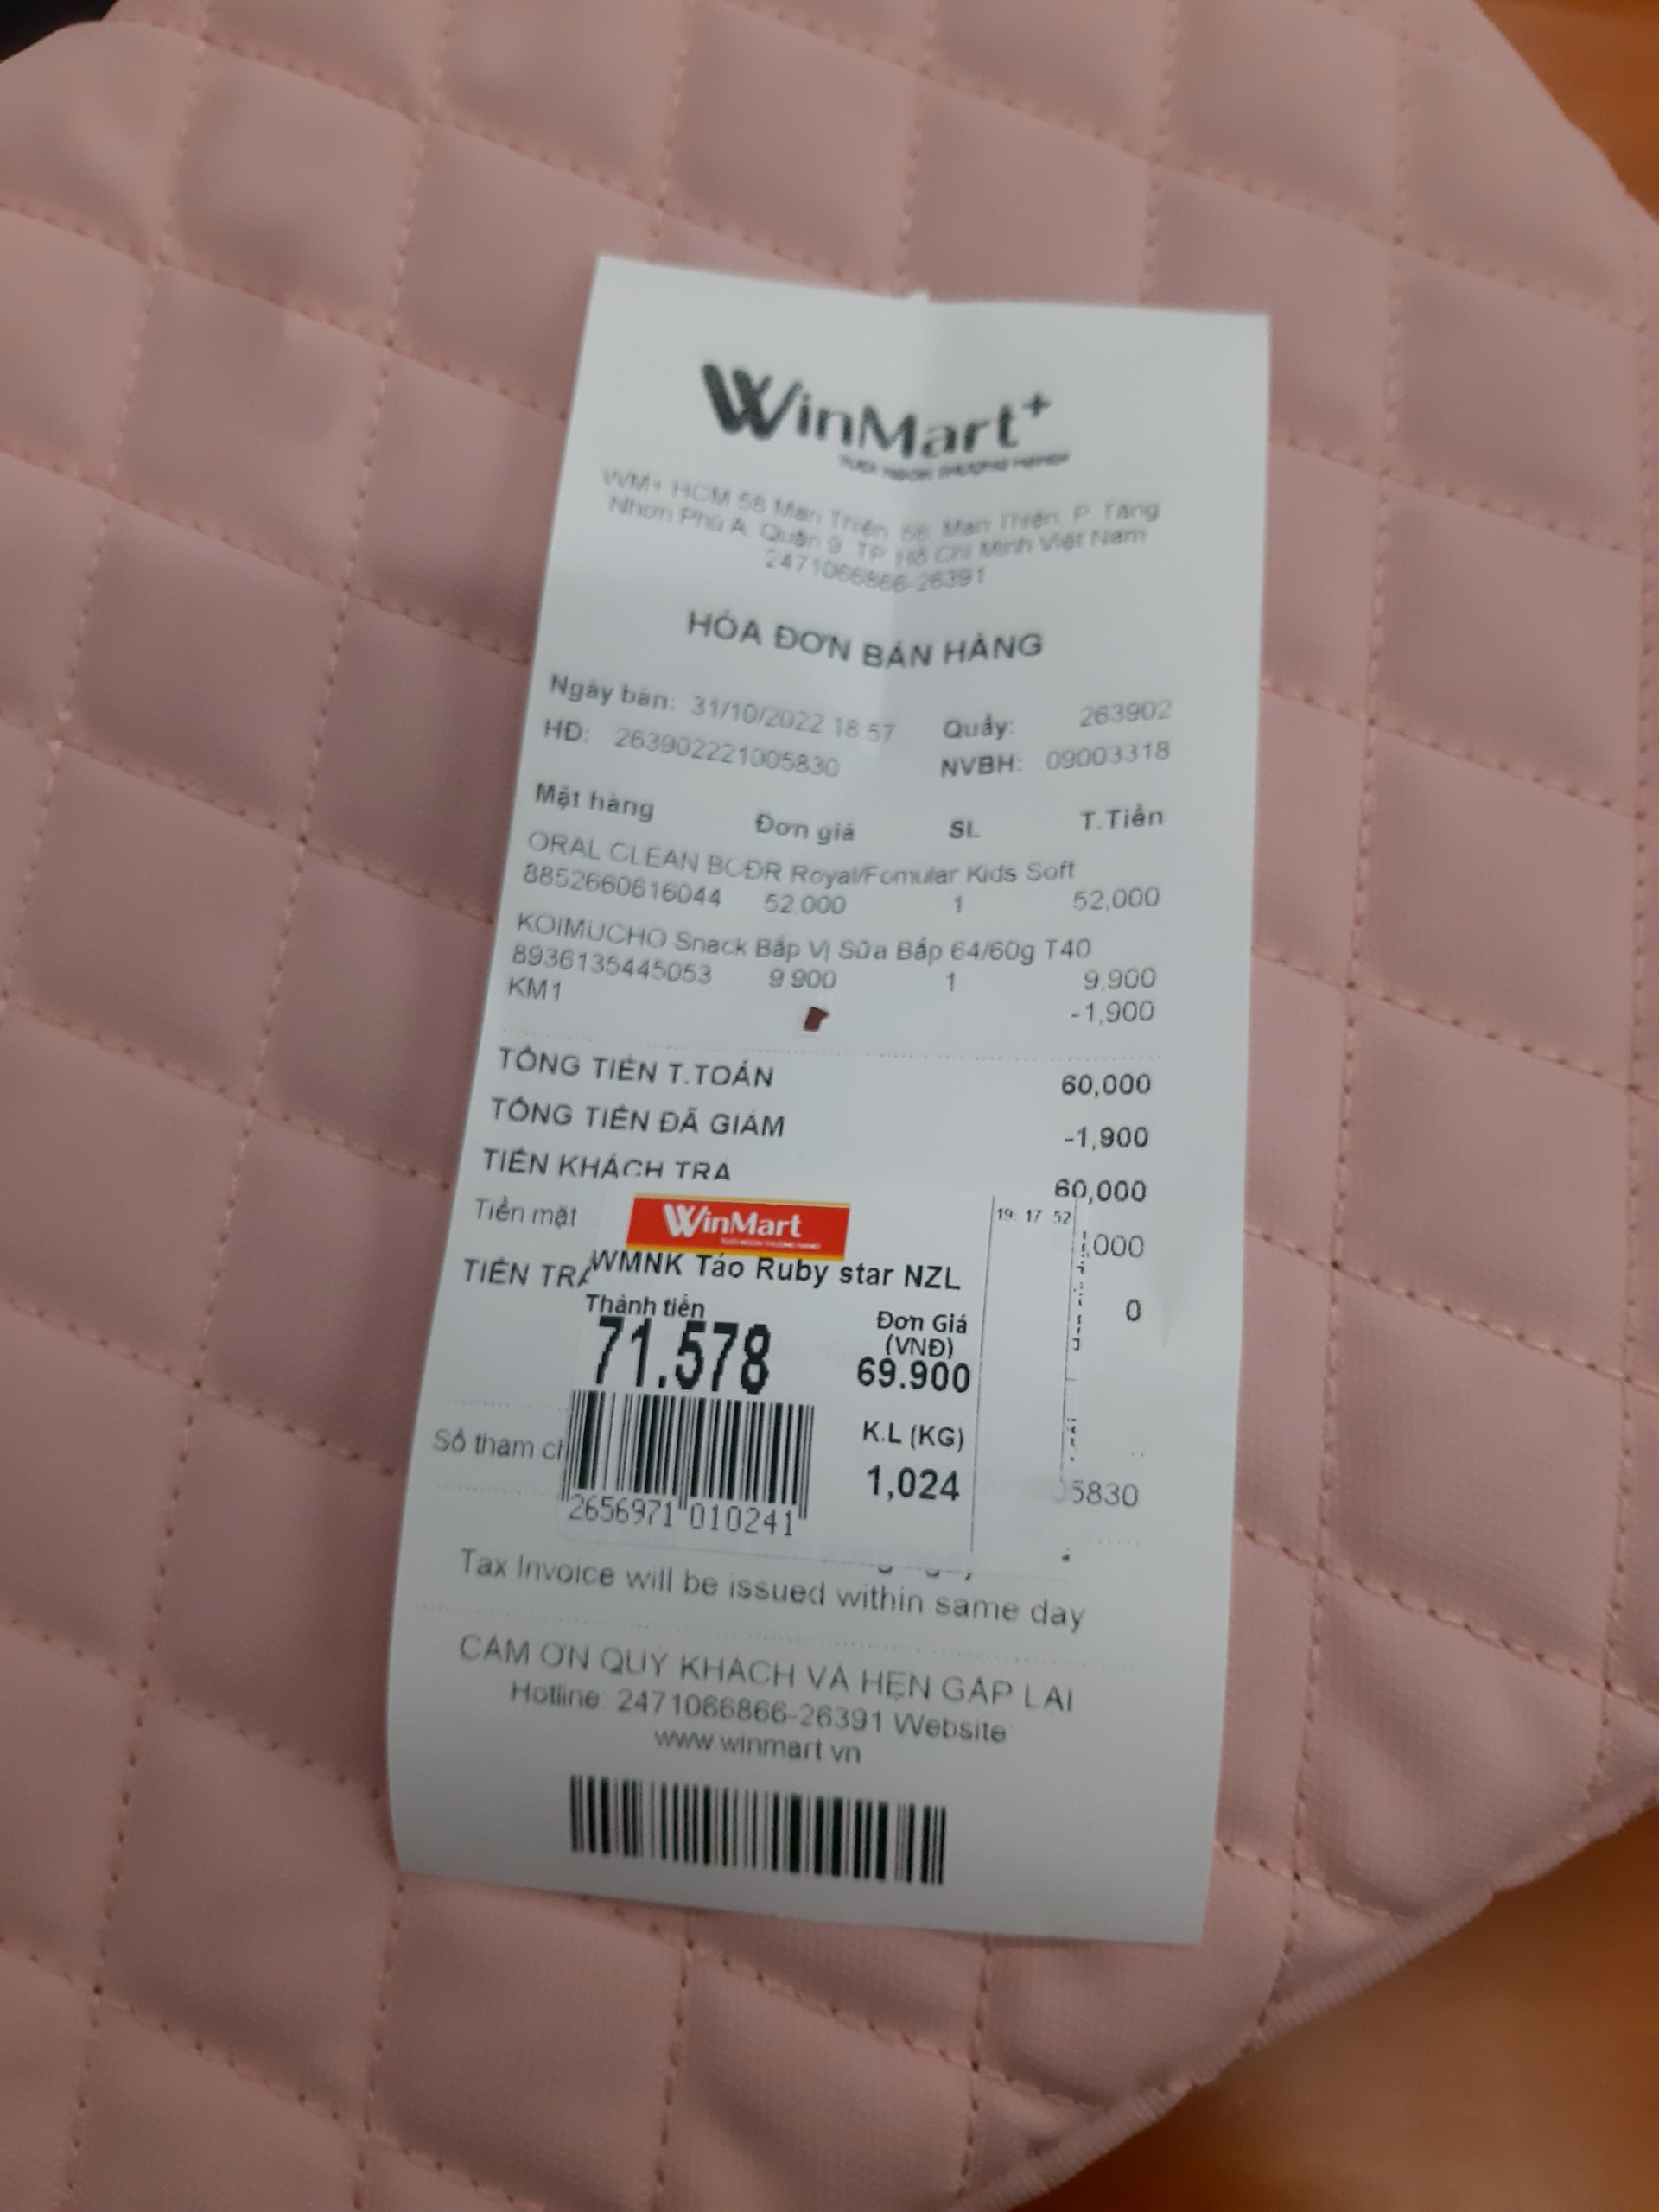 WinMart+
WM+ HCM 56 Man Thiện 56 Man Thiện, P. Tăng
Nhơn Phú A, Quận 9, TP Hồ Chí Minh Việt Nam
2471066866-26391
HÓA ĐƠN BÁN HÀNG
Ngày bán: 31/10/2022 18:57 Quầy: 263902
HĐ: 263902221005830 NVBH: 09003318
Mặt hàng Đơn giá SL T.Tiền
ORAL CLEAN BCĐR Royal/Fomular Kids Soft
8852660616044 52.000 1 52,000
KOIMUCHO Snack Bắp Vị Sữa Bắp 64/60g T40
8936135445053 9.900 1 9,900
KM1 -1,900
TỔNG TIỀN T.TOÁN 60,000
TỔNG TIỀN ĐÃ GIẢM -1,900
TIỀN KHÁCH TRẢ 60,000
Tiền mặt ,000
TIỀN 0
WinMart
19: 17 52
WMNK Táo Ruby star NZL
Thành tiền Đơn Giá
(VNĐ)
71.578 69.900
K.L (KG)
1,024
2656971 010241
Số tham 05830
Tax Invoice will be issued within same day
CẢM ƠN QUÝ KHÁCH VÀ HẸN GẶP LẠI
Hotline: 2471066866-26391 Website
www.winmart.vn